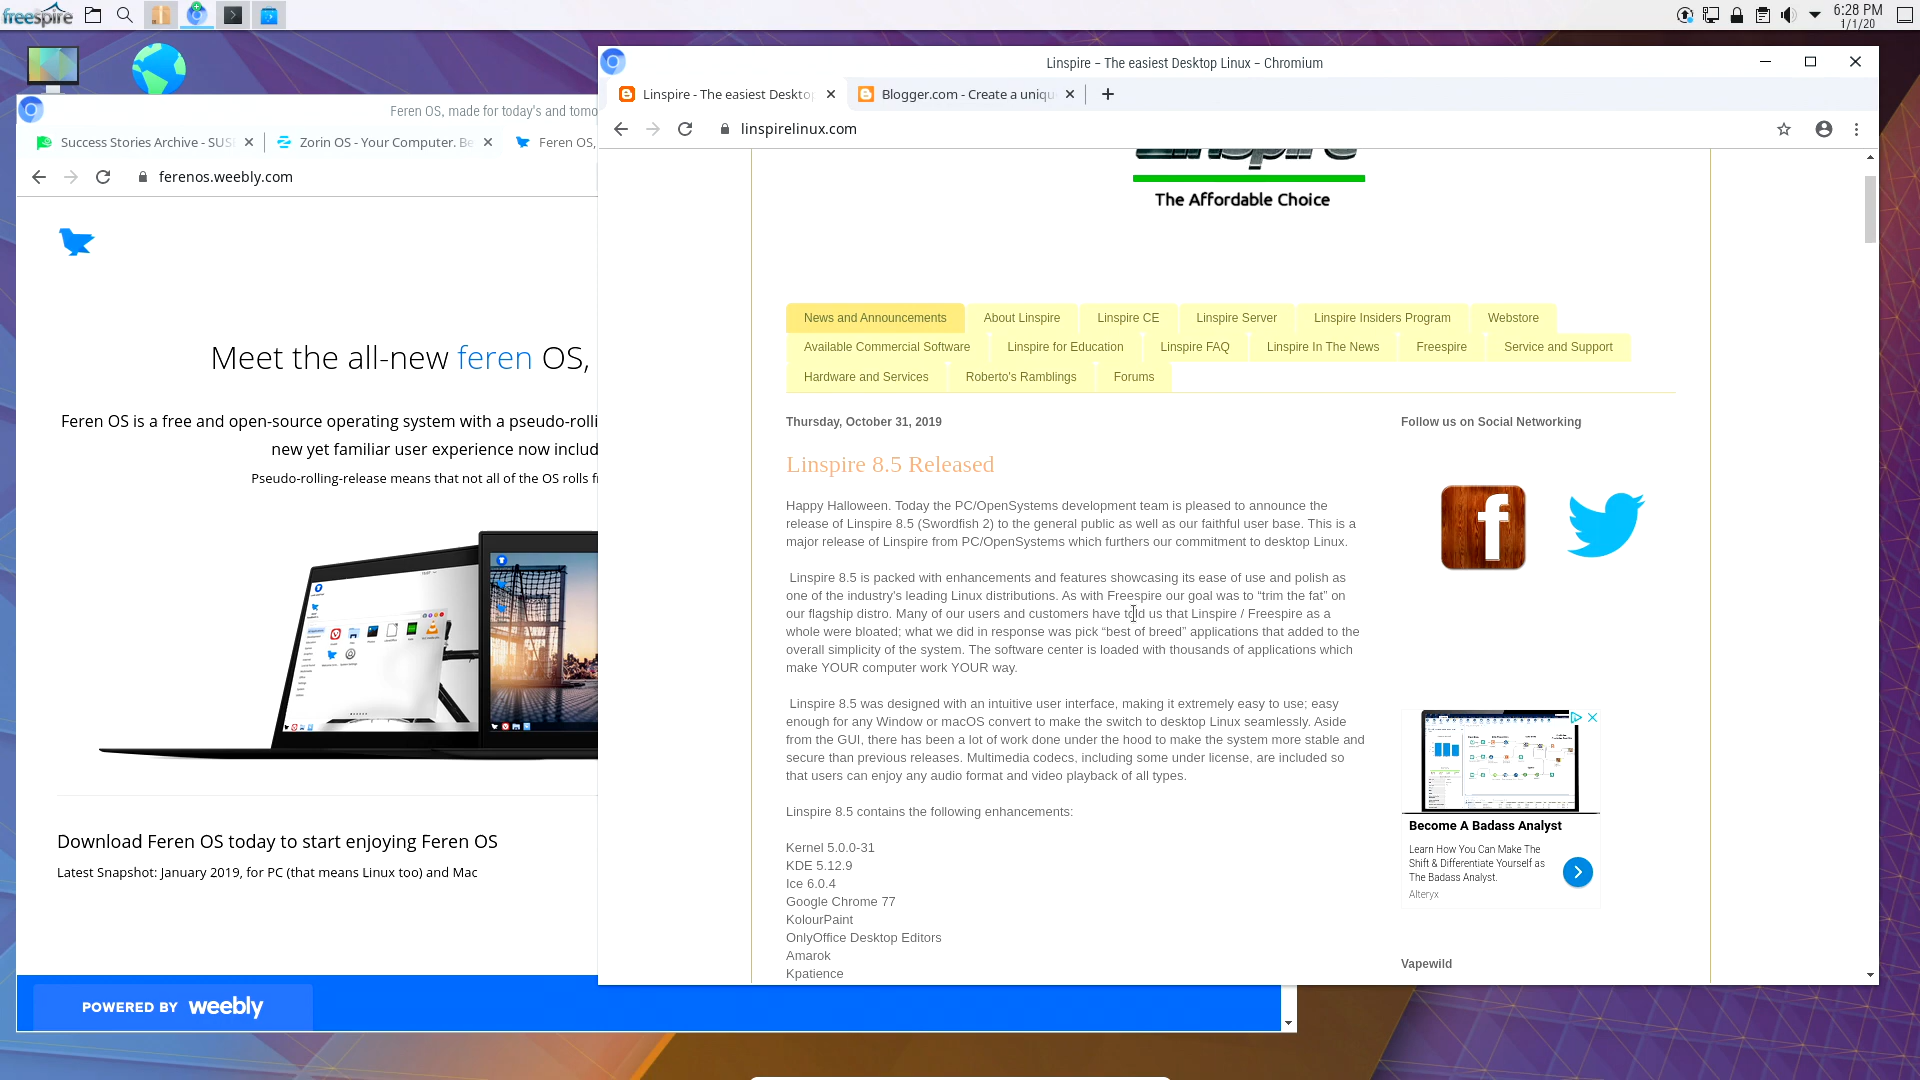 freespire
6:28 PM
1/1/20
Feren OS, made for today's and tomo
Success Stories Archive - SUS
Zorin OS - Your Computer. Be
Feren OS,
ferenos.weebly.com
Meet the all-new feren OS,
Feren OS is a free and open-source operating system with a pseudo-rolli
new yet familiar user experience now includ
Pseudo-rolling-release means that not all of the OS rolls f
Download Feren OS today to start enjoying Feren OS
Latest Snapshot: January 2019, for PC (that means Linux too) and Mac
POWERED BY weebly
Linspire – The easiest Desktop Linux – Chromium
Linspire - The easiest Deskto
Blogger.com - Create a uniqu
linspirelinux.com
Linspire
The Affordable Choice
News and Announcements
About Linspire
Linspire CE
Linspire Server
Linspire Insiders Program
Webstore
Available Commercial Software
Linspire for Education
Linspire FAQ
Linspire In The News
Freespire
Service and Support
Hardware and Services
Roberto's Ramblings
Forums
Thursday, October 31, 2019
Linspire 8.5 Released
Happy Halloween. Today the PC/OpenSystems development team is pleased to announce the
release of Linspire 8.5 (Swordfish 2) to the general public as well as our faithful user base. This is a
major release of Linspire from PC/OpenSystems which furthers our commitment to desktop Linux.
Linspire 8.5 is packed with enhancements and features showcasing its ease of use and polish as
one of the industry's leading Linux distributions. As with Freespire our goal was to “trim the fat” on
our flagship distro. Many of our users and customers have told us that Linspire / Freespire as a
whole were bloated; what we did in response was pick “best of breed” applications that added to the
overall simplicity of the system. The software center is loaded with thousands of applications which
make YOUR computer work YOUR way.
Linspire 8.5 was designed with an intuitive user interface, making it extremely easy to use; easy
enough for any Window or macOS convert to make the switch to desktop Linux seamlessly. Aside
from the GUI, there has been a lot of work done under the hood to make the system more stable and
secure than previous releases. Multimedia codecs, including some under license, are included so
that users can enjoy any audio format and video playback of all types.
Linspire 8.5 contains the following enhancements:
Kernel 5.0.0-31
KDE 5.12.9
Ice 6.0.4
Google Chrome 77
KolourPaint
OnlyOffice Desktop Editors
Amarok
Kpatience
Follow us on Social Networking
Become A Badass Analyst
Learn How You Can Make The
Shift & Differentiate Yourself as
The Badass Analyst.
Alteryx
Vapewild